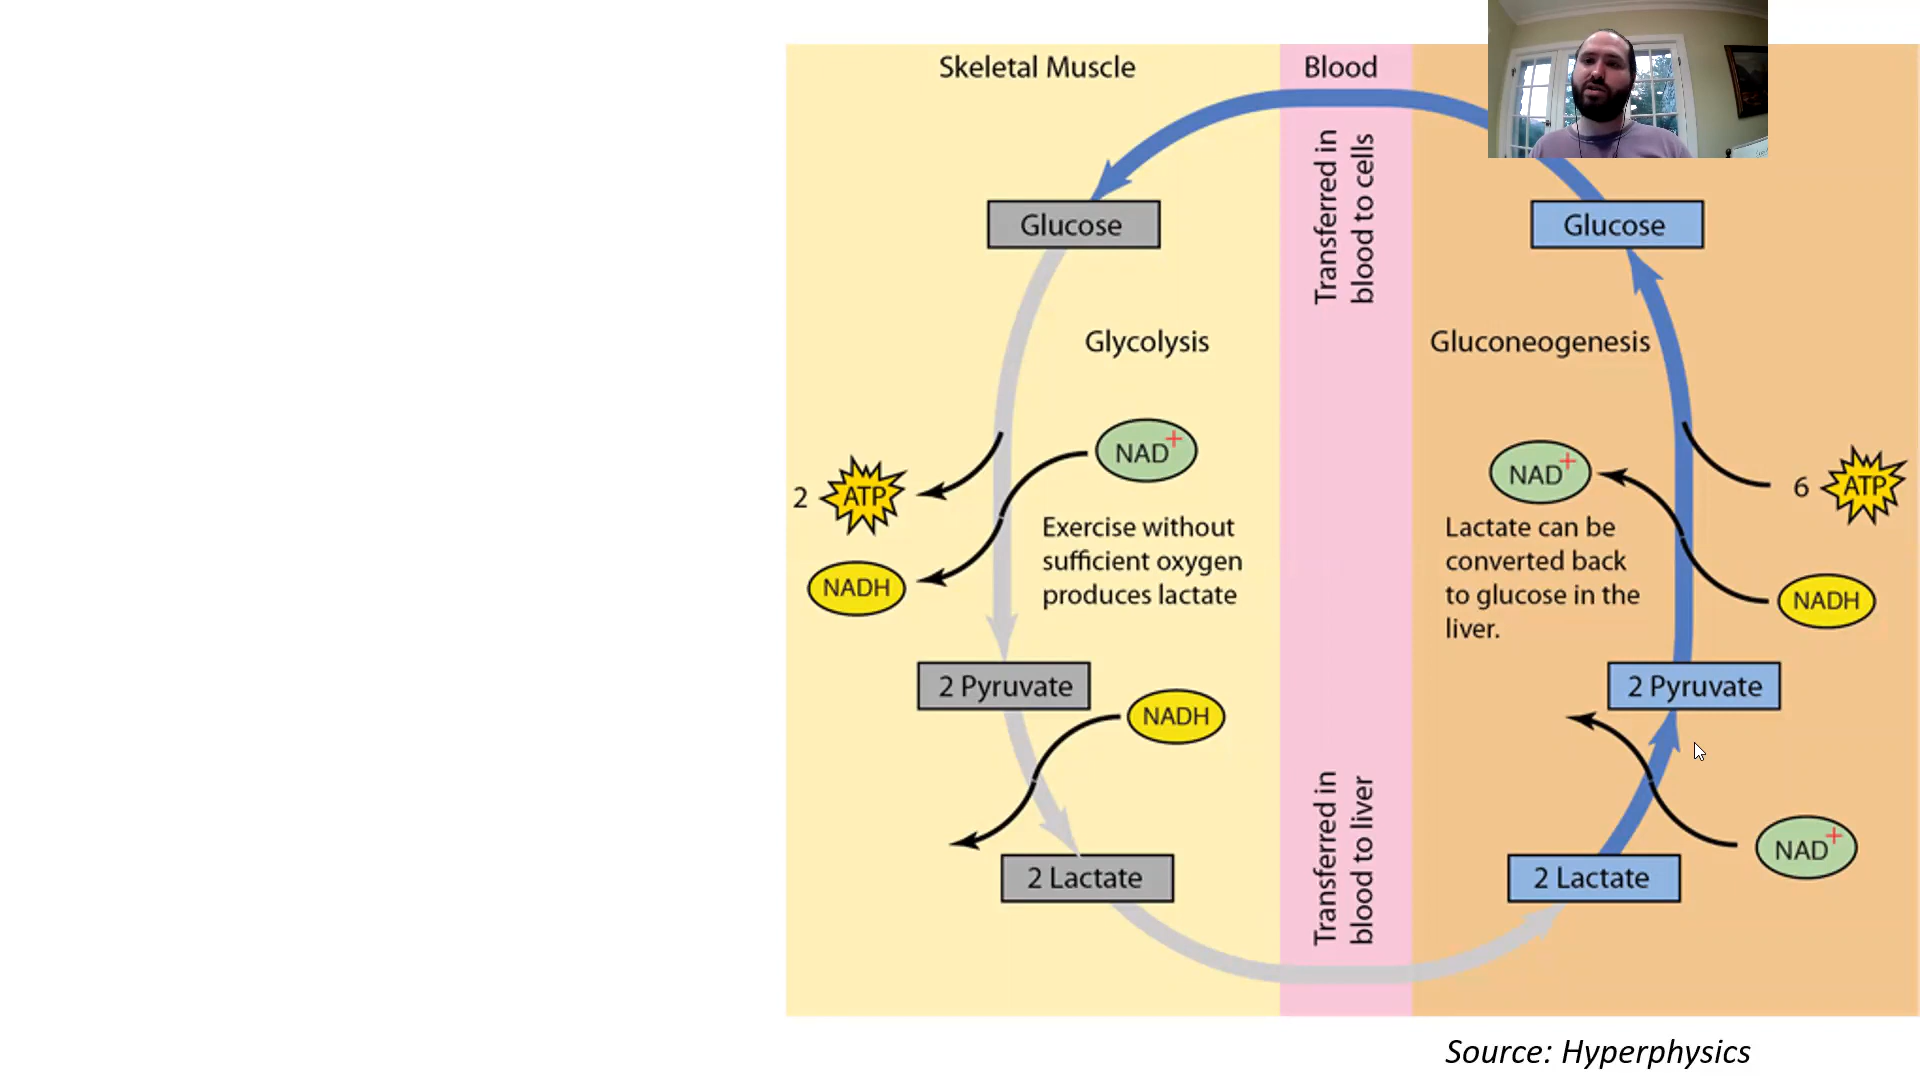 Skeletal Muscle
Blood
Transferred in
blood to cells
Glucose
Glucose
Glycolysis
Gluconeogenesis
NAD+
2 ATP
NADH
Exercise without
sufficient oxygen
produces lactate
NAD+
6 ATP
NADH
Lactate can be
converted back
to glucose in the
liver.
2 Pyruvate
NADH
2 Pyruvate
NAD+
2 Lactate
2 Lactate
Transferred in
blood to liver
Source: Hyperphysics